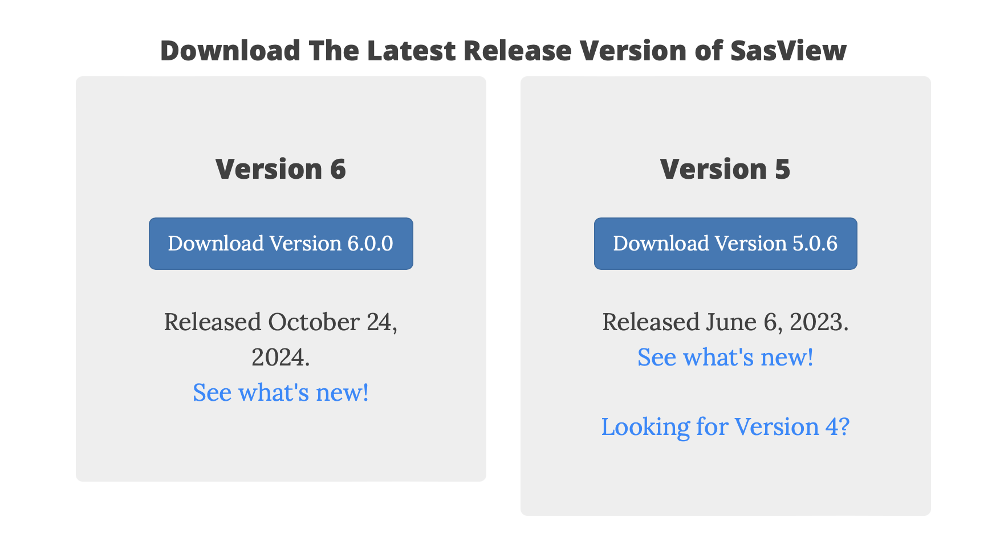 Download The Latest Release Version of SasView
Version 6
Download Version 6.0.0
Released October 24,
2024.
See what's new!
Version 5
Download Version 5.0.6
Released June 6, 2023.
See what's new!
Looking for Version 4?